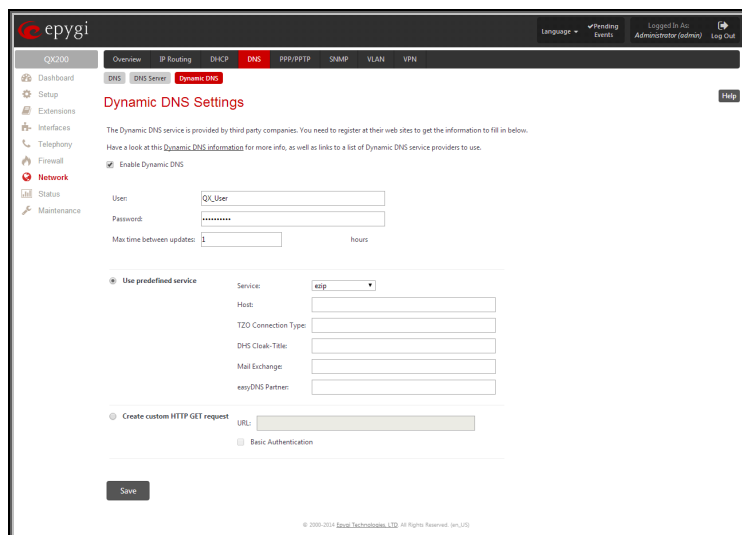 epygi
Language
✔Pending Events
Logged In As:
Administrator (admin)
Log Out
QX200
Overview IP Routing DHCP DNS PPP/PPTP SNMP VLAN VPN
Dashboard
Setup
Extensions
Interfaces
Telephony
Firewall
Network
Status
Maintenance
DNS DNS Server Dynamic DNS
Help
Dynamic DNS Settings
The Dynamic DNS service is provided by third party companies. You need to register at their web sites to get the information to fill in below.
Have a look at this Dynamic DNS information for more info, as well as links to a list of Dynamic DNS service providers to use.
Enable Dynamic DNS
User: QX_User
Password: ••••••••••
Max time between updates: 1 hours
Use predefined service
Service: ezip
Host:
TZO Connection Type:
DHS Cloak-Title:
Mail Exchange:
easyDNS Partner:
Create custom HTTP GET request
URL:
Basic Authentication
Save
© 2000-2014 Epygi Technologies, LTD. All Rights Reserved. (en_US)